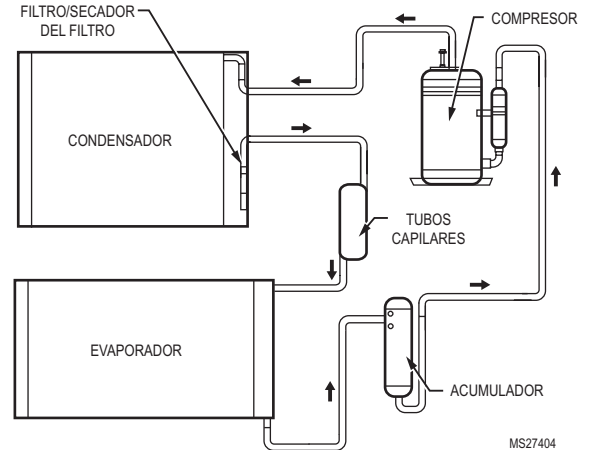 FILTRO/SECADOR
DEL FILTRO
COMPRESOR
CONDENSADOR
TUBOS
CAPILARES
EVAPORADOR
ACUMULADOR
MS27404